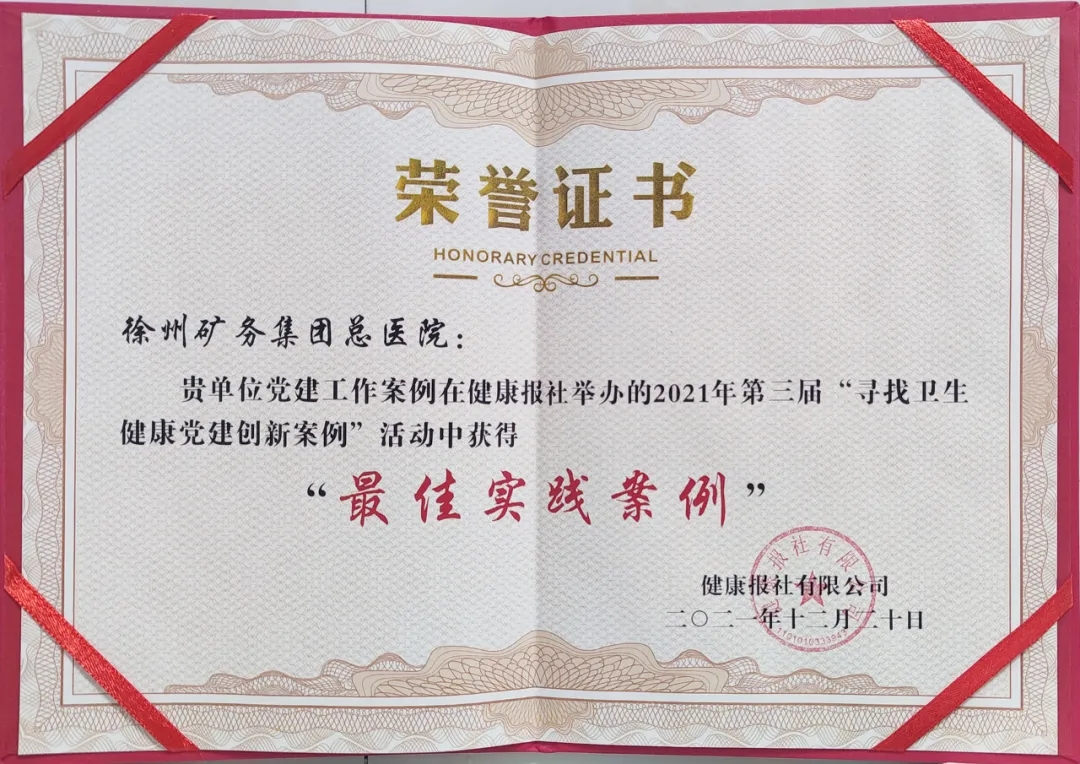 荣誉证书
HONORARY CREDENTIAL
徐州矿务集团总医院：
贵单位党建工作案例在健康报社举办的2021年第三届“寻找卫生
健康党建创新案例”活动中获得
“最佳实践案例”
健康报社有限公司
二〇二一年十二月二十日